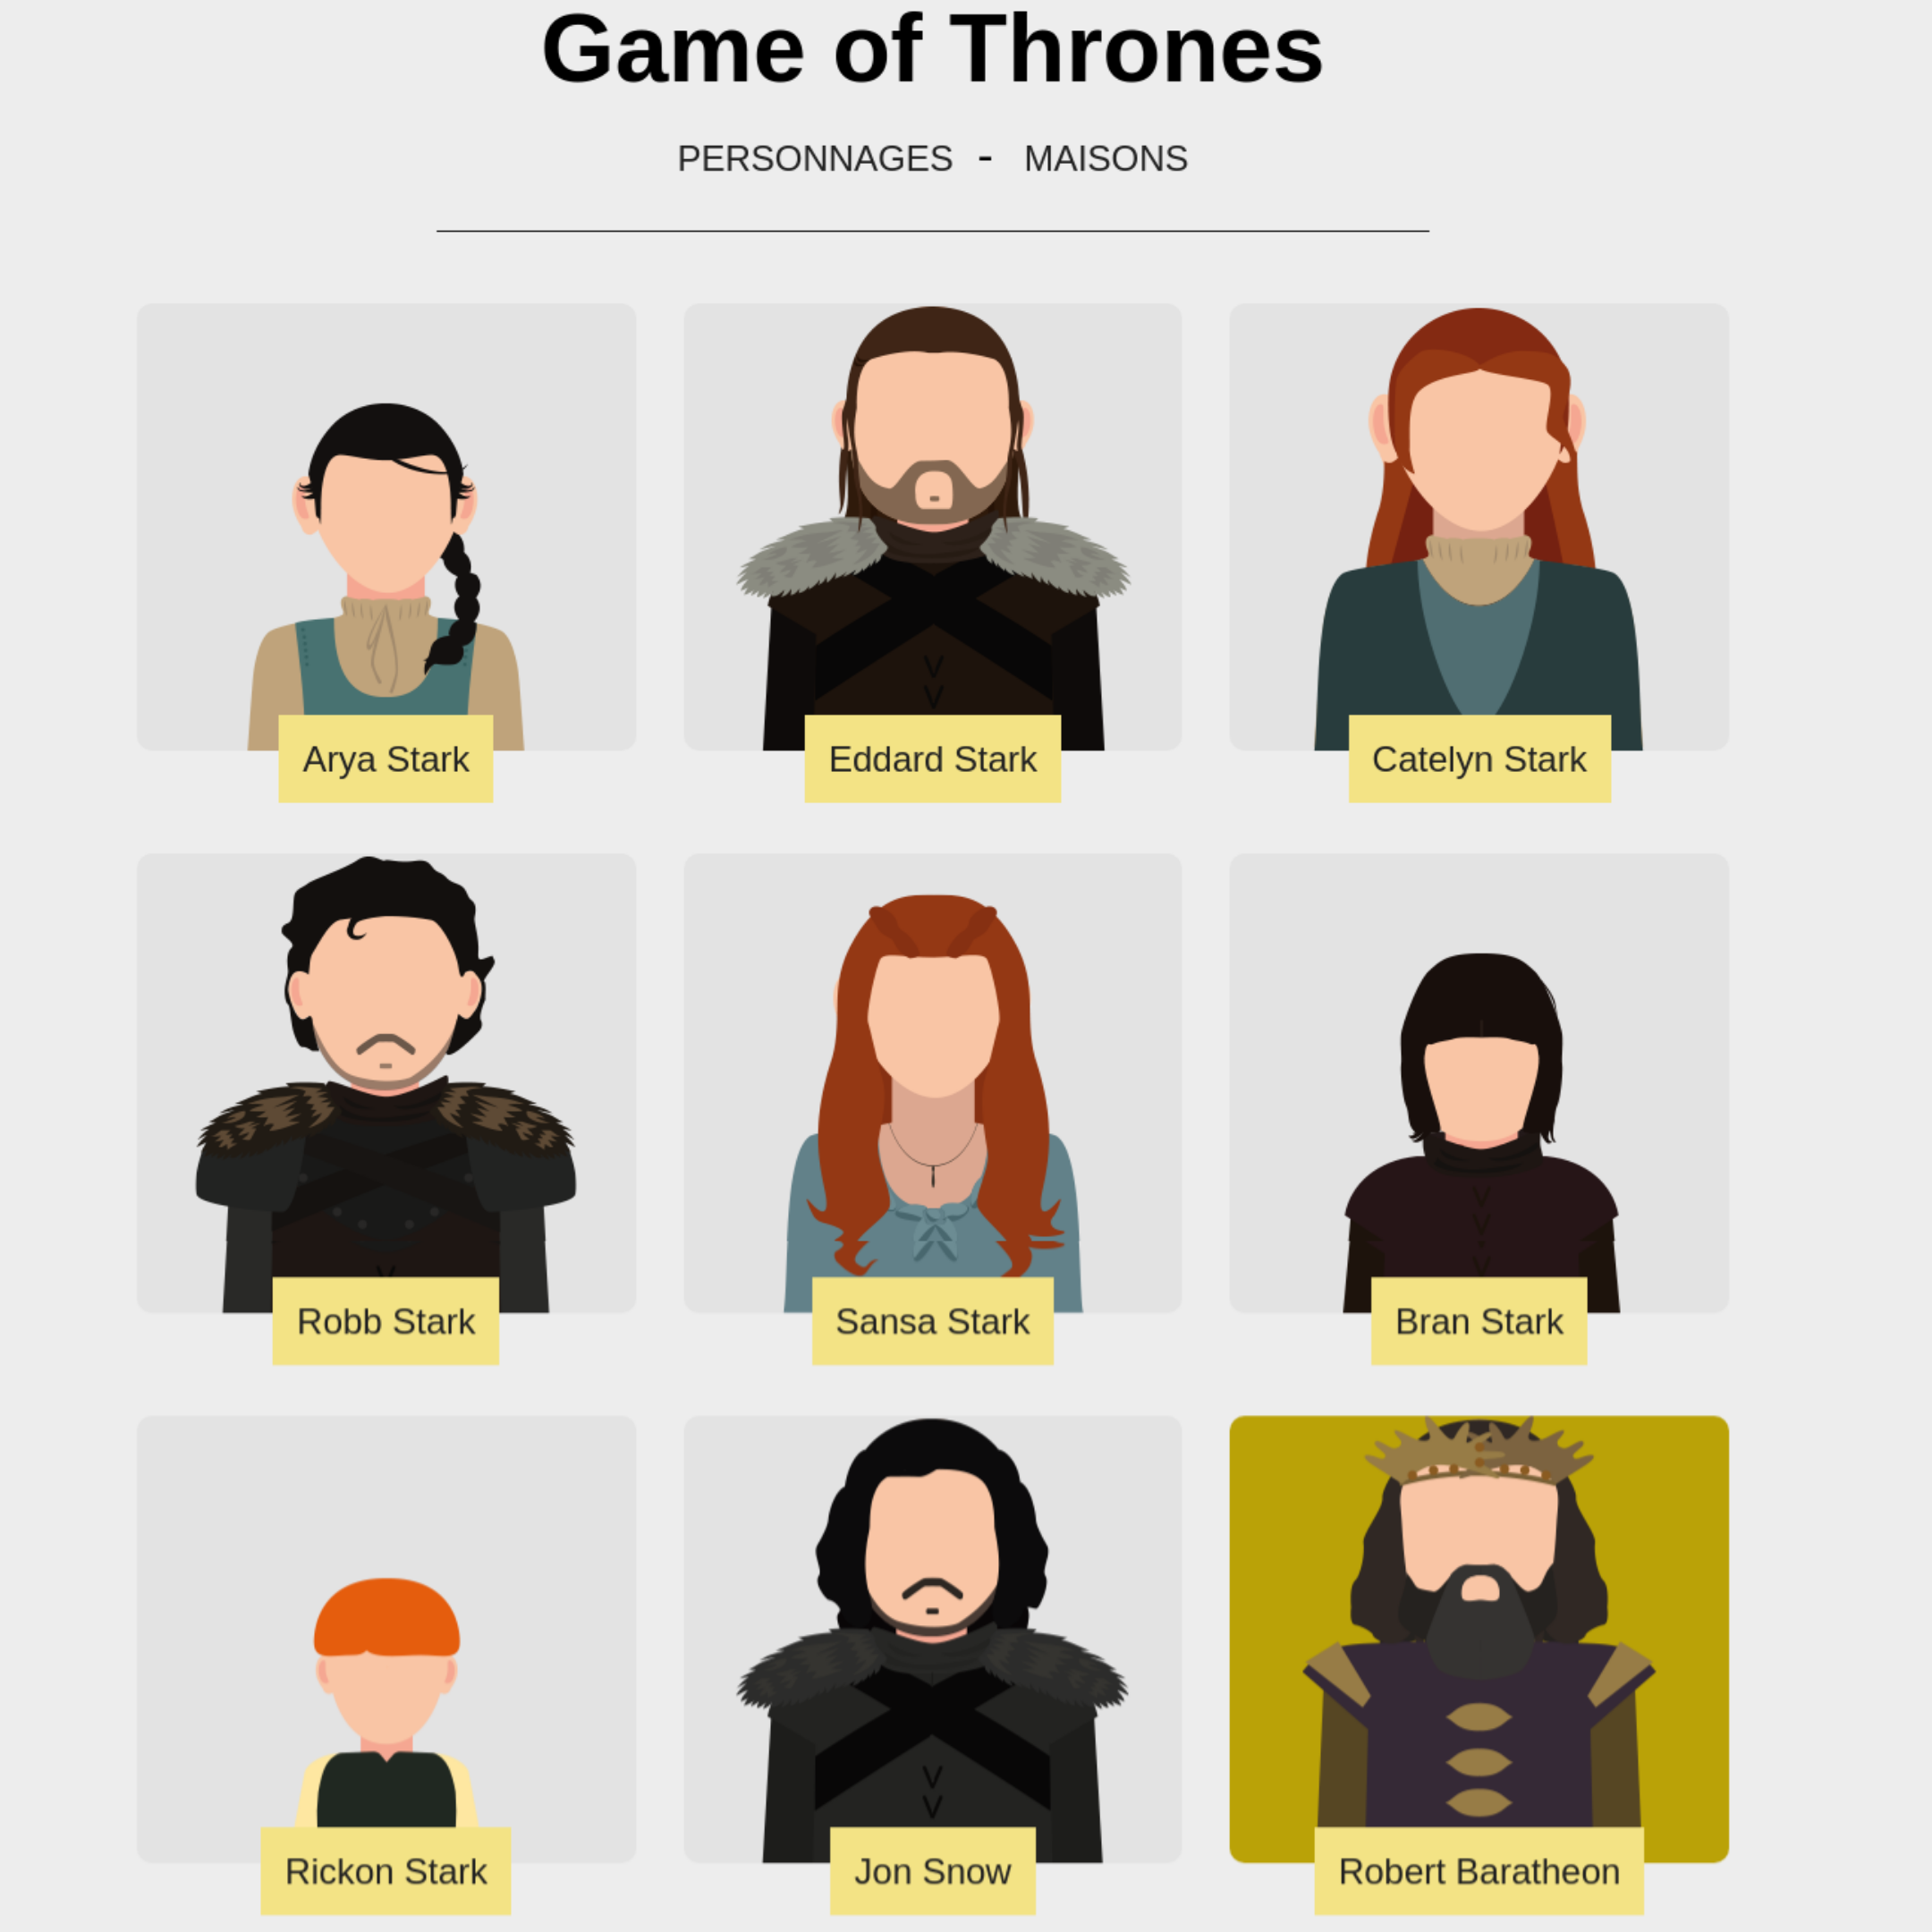 Game of Thrones
PERSONNAGES - MAISONS
Arya Stark
Eddard Stark
Catelyn Stark
Robb Stark
Sansa Stark
Bran Stark
Rickon Stark
Jon Snow
Robert Baratheon